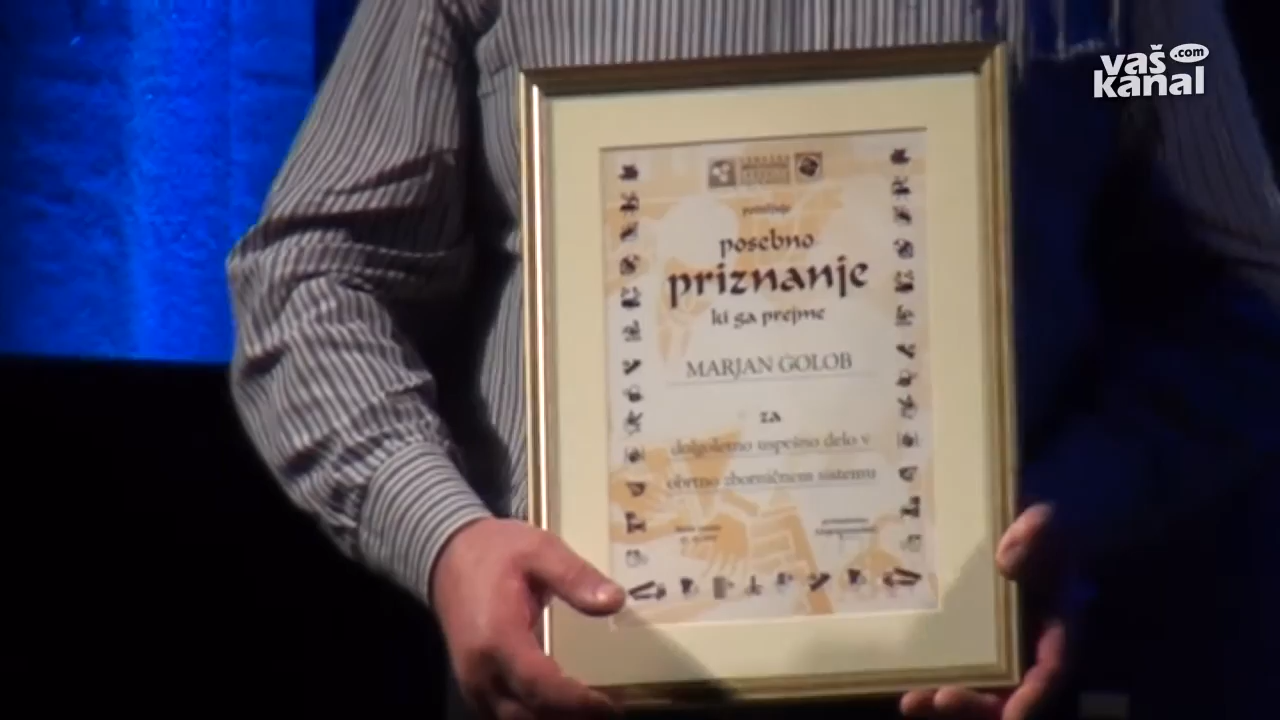 vaš
.com
kanal
podeljuje
posebno
priznanje
ki ga prejme
MARJAN GOLOB
za
dolgoletno uspešno delo v
obrtno zborničnem sistemu